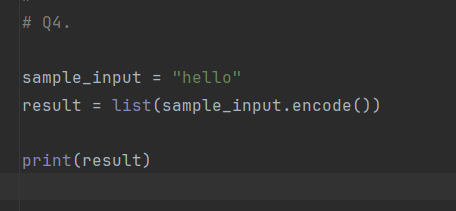 # Q4.
sample_input = "hello"
result = list(sample_input.encode())
print(result)